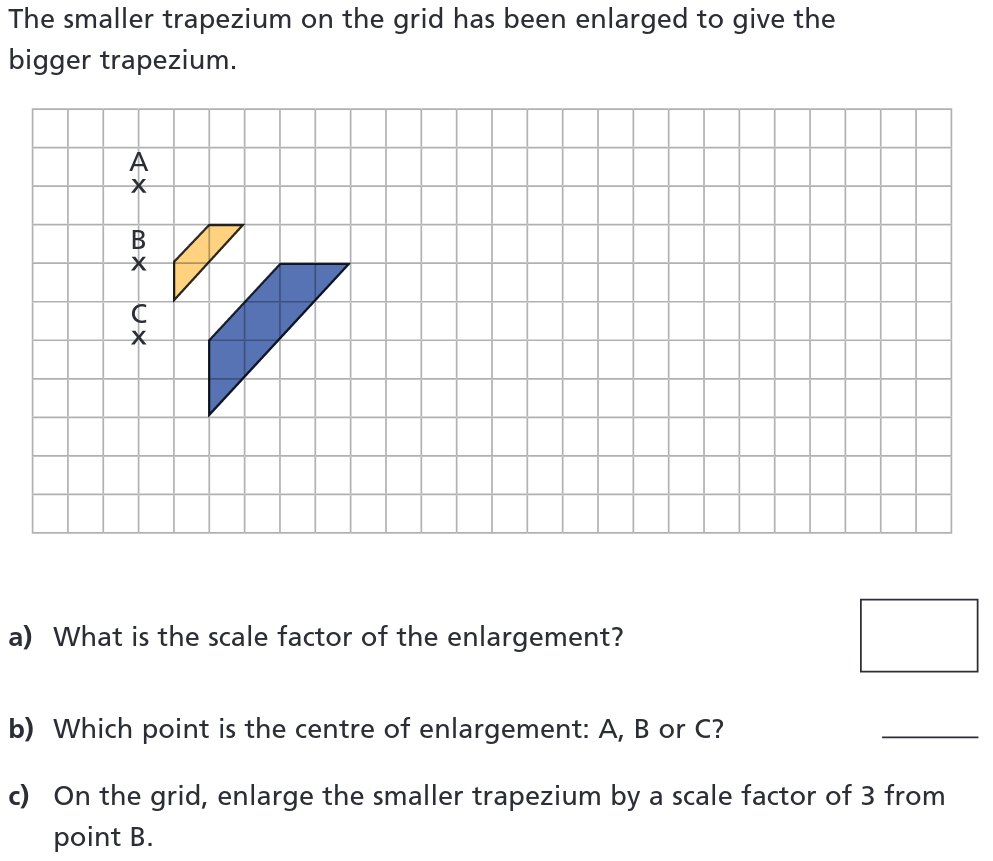 The smaller trapezium on the grid has been enlarged to give the
bigger trapezium.
A
x
B
x
C
x
a) What is the scale factor of the enlargement?
b) Which point is the centre of enlargement: A, B or C?
c) On the grid, enlarge the smaller trapezium by a scale factor of 3 from
point B.